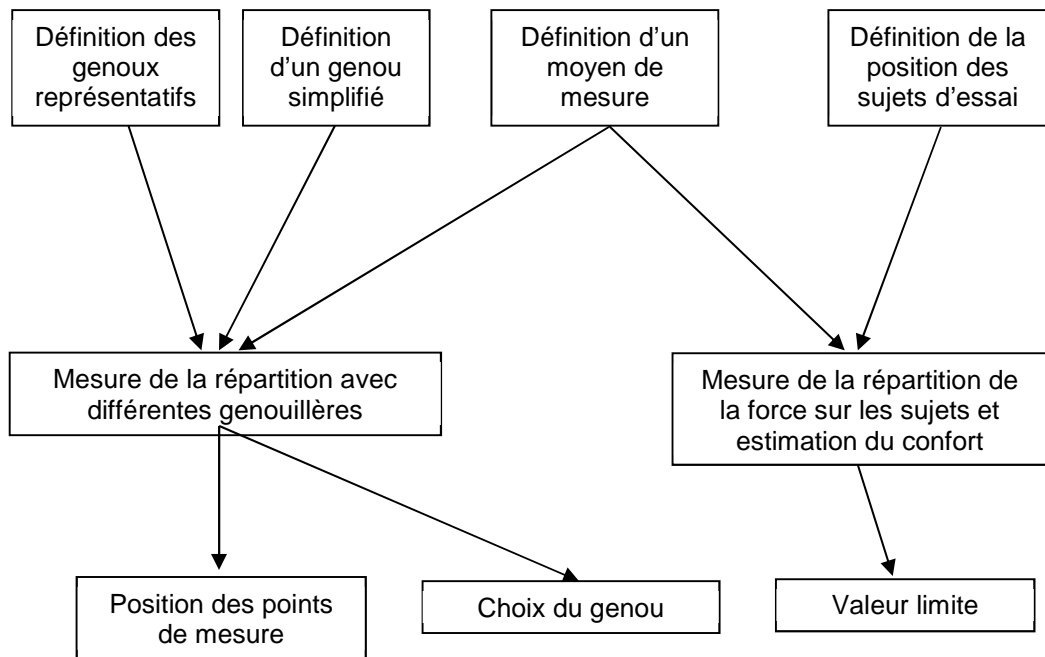 Définition des
genoux
représentatifs
Définition
d’un genou
simplifié
Définition d’un
moyen de
mesure
Définition de la
position des
sujets d’essai
Mesure de la répartition avec
différentes genouillères
Mesure de la répartition de
la force sur les sujets et
estimation du confort
Position des points
de mesure
Choix du genou
Valeur limite